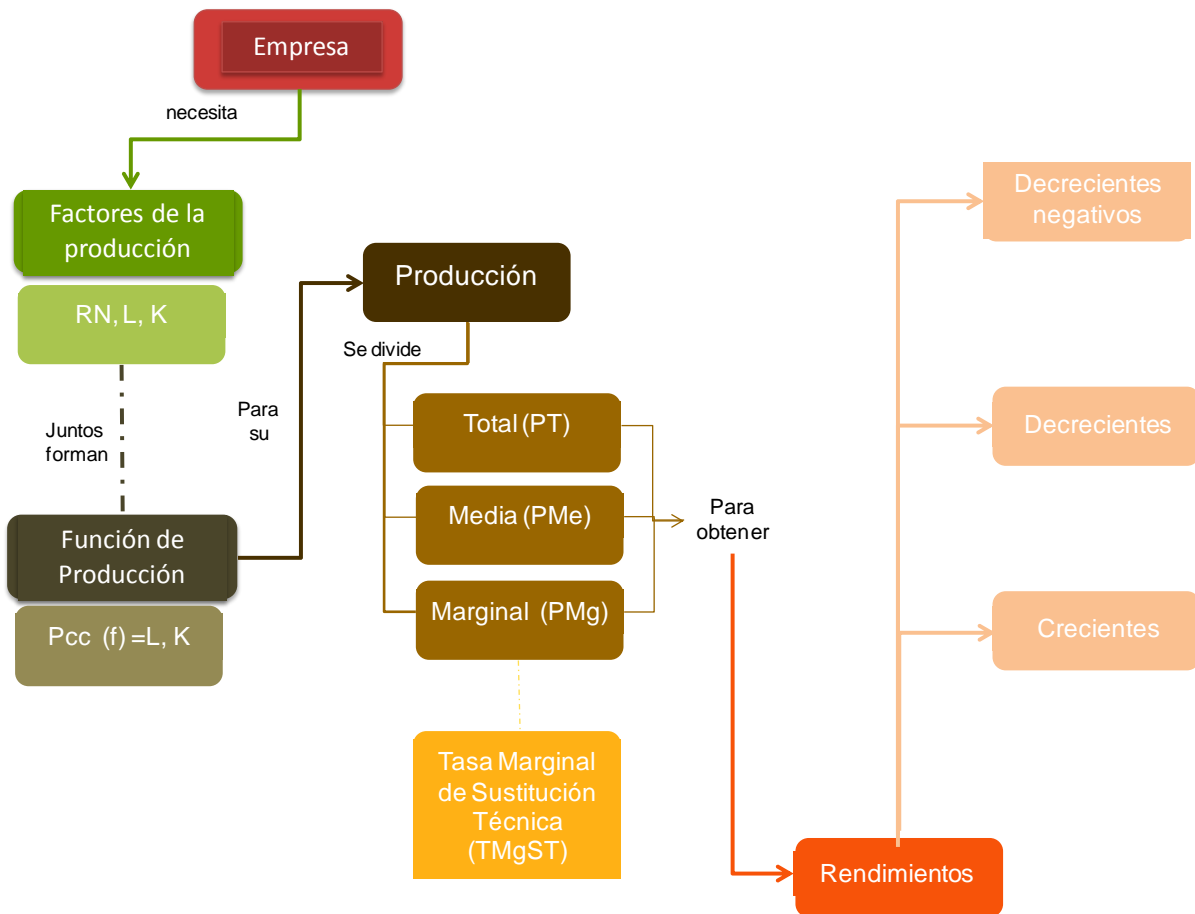 Empresa
necesita
Factores de la
producción
RN, L, K
Juntos
forman
Función de
Producción
Pcc (f) =L, K
Para
su
Producción
Se divide
Total (PT)
Media (PMe)
Marginal (PMg)
Tasa Marginal
de Sustitución
Técnica
(TMgST)
Para
obtener
Rendimientos
Decrecientes
negativos
Decrecientes
Crecientes